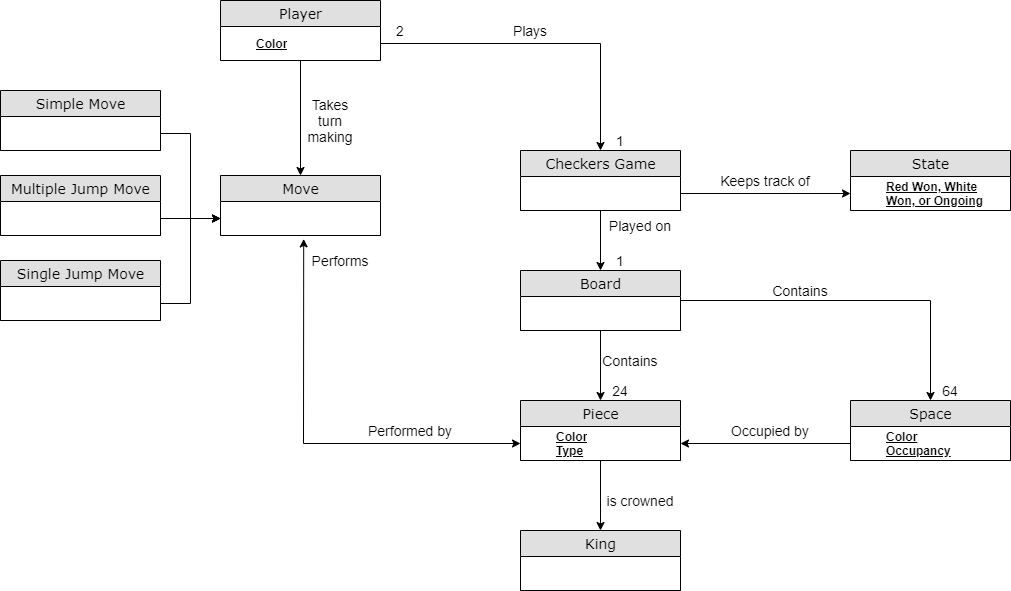 Player
Color
2
Plays
Takes
turn
making
1
Simple Move
Multiple Jump Move
Single Jump Move
Move
Checkers Game
Keeps track of
State
Red Won, White
Won, or Ongoing
Played on
1
Board
Contains
Performs
Contains
24
64
Performed by
Piece
Color
Type
Occupied by
Space
Color
Occupancy
is crowned
King